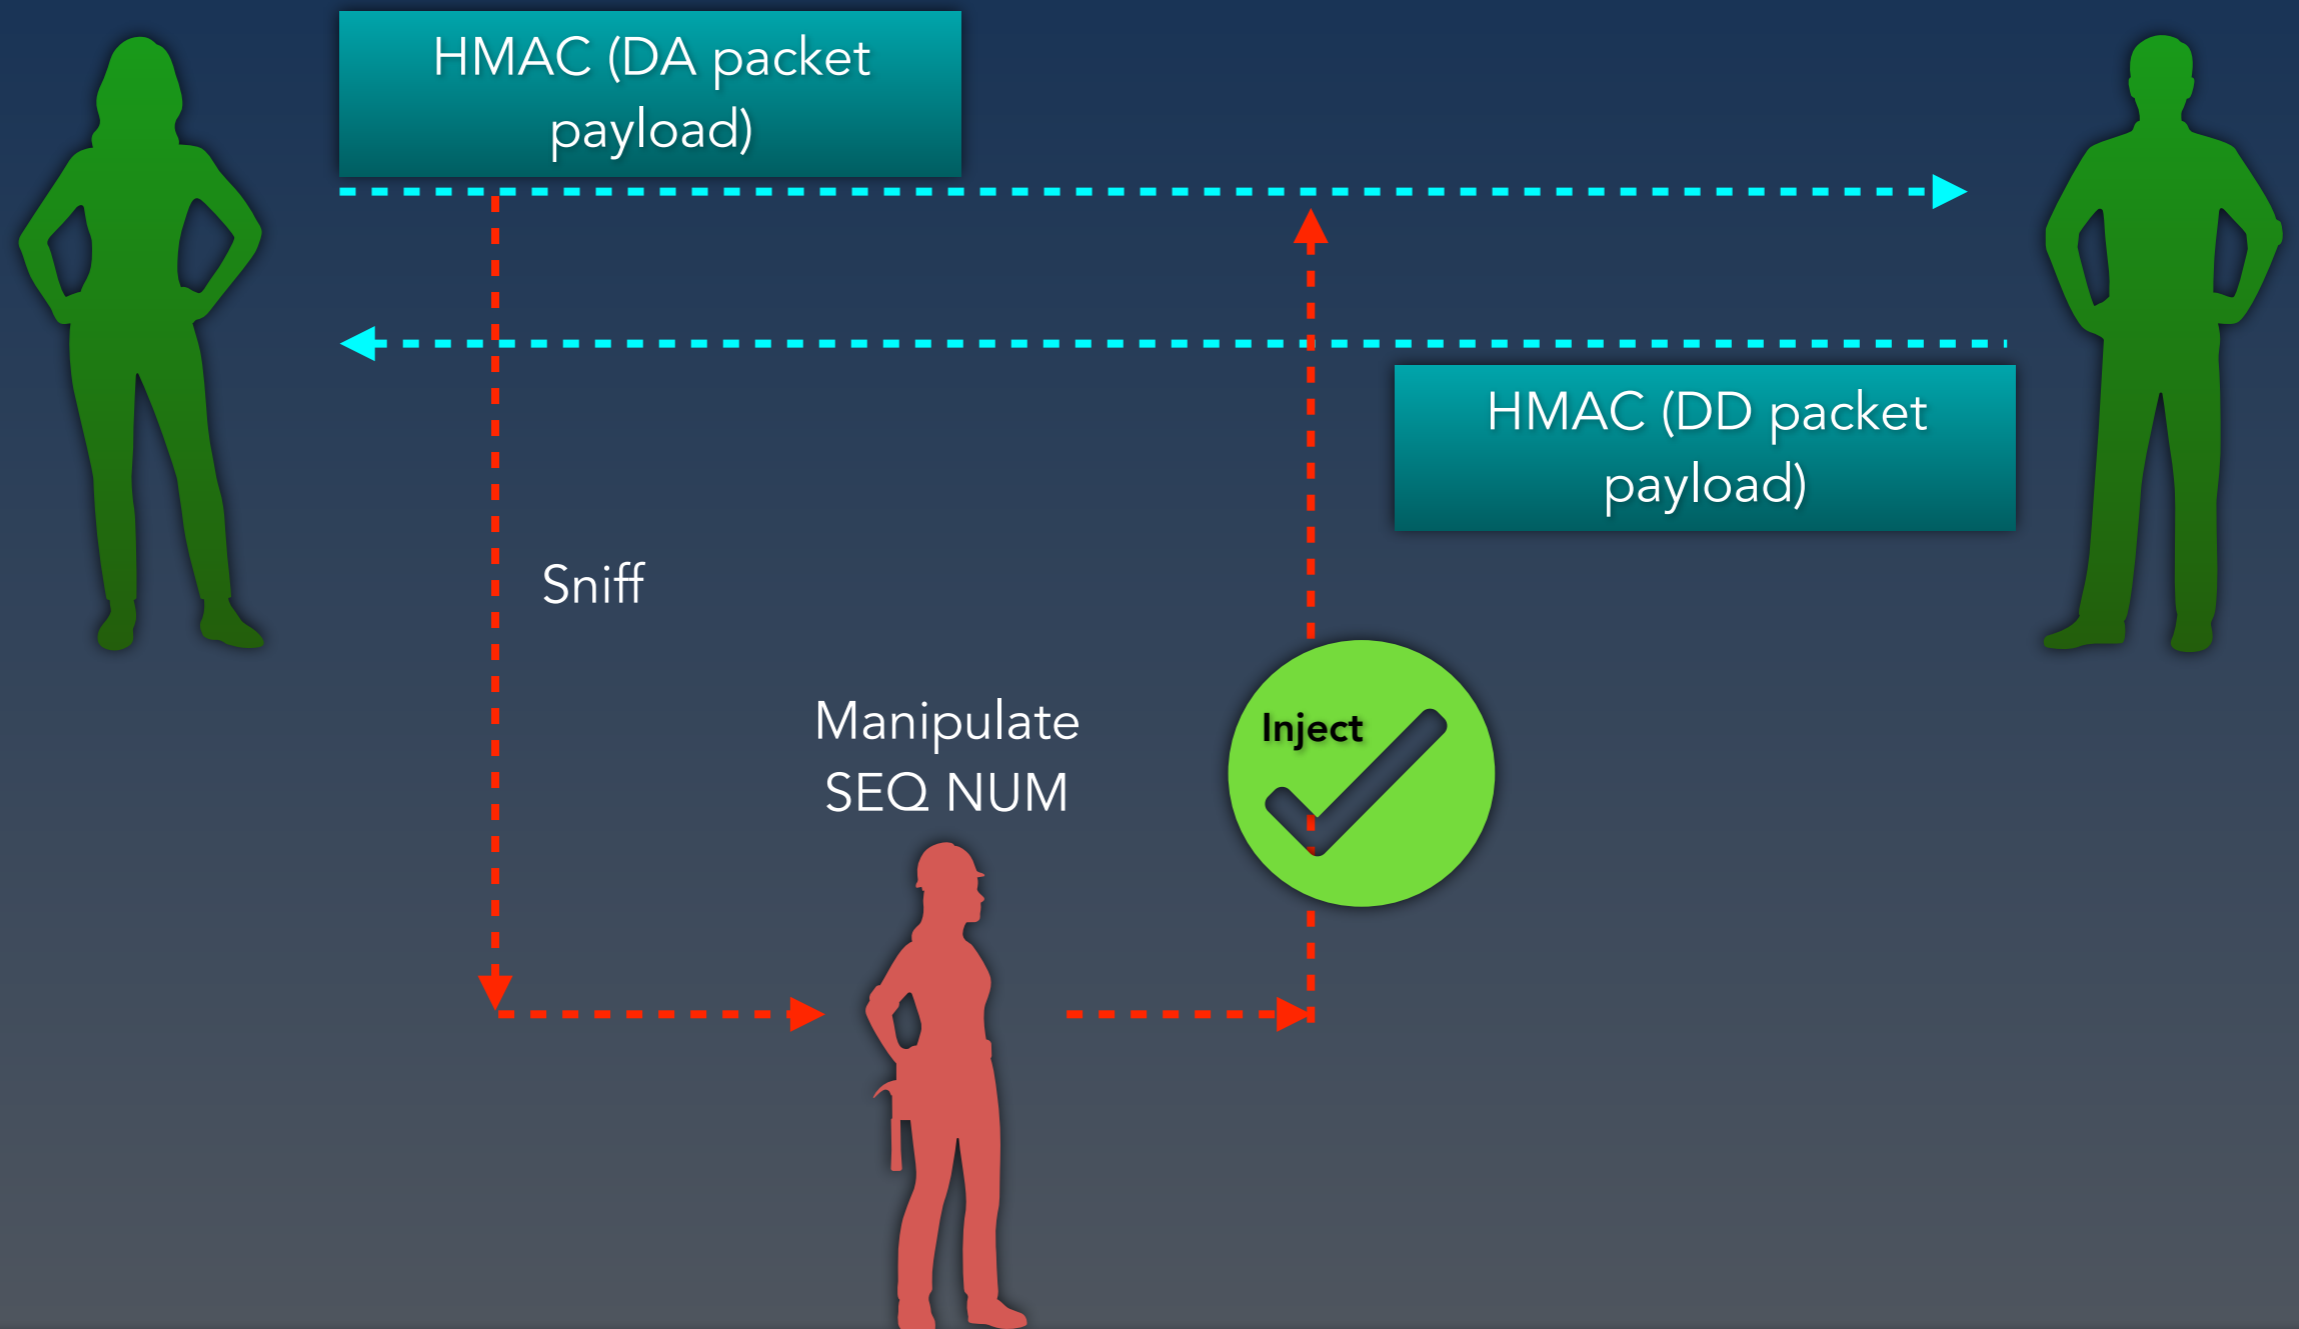 HMAC (DA packet
payload)
HMAC (DD packet
payload)
Sniff
Manipulate
SEQ NUM
Inject